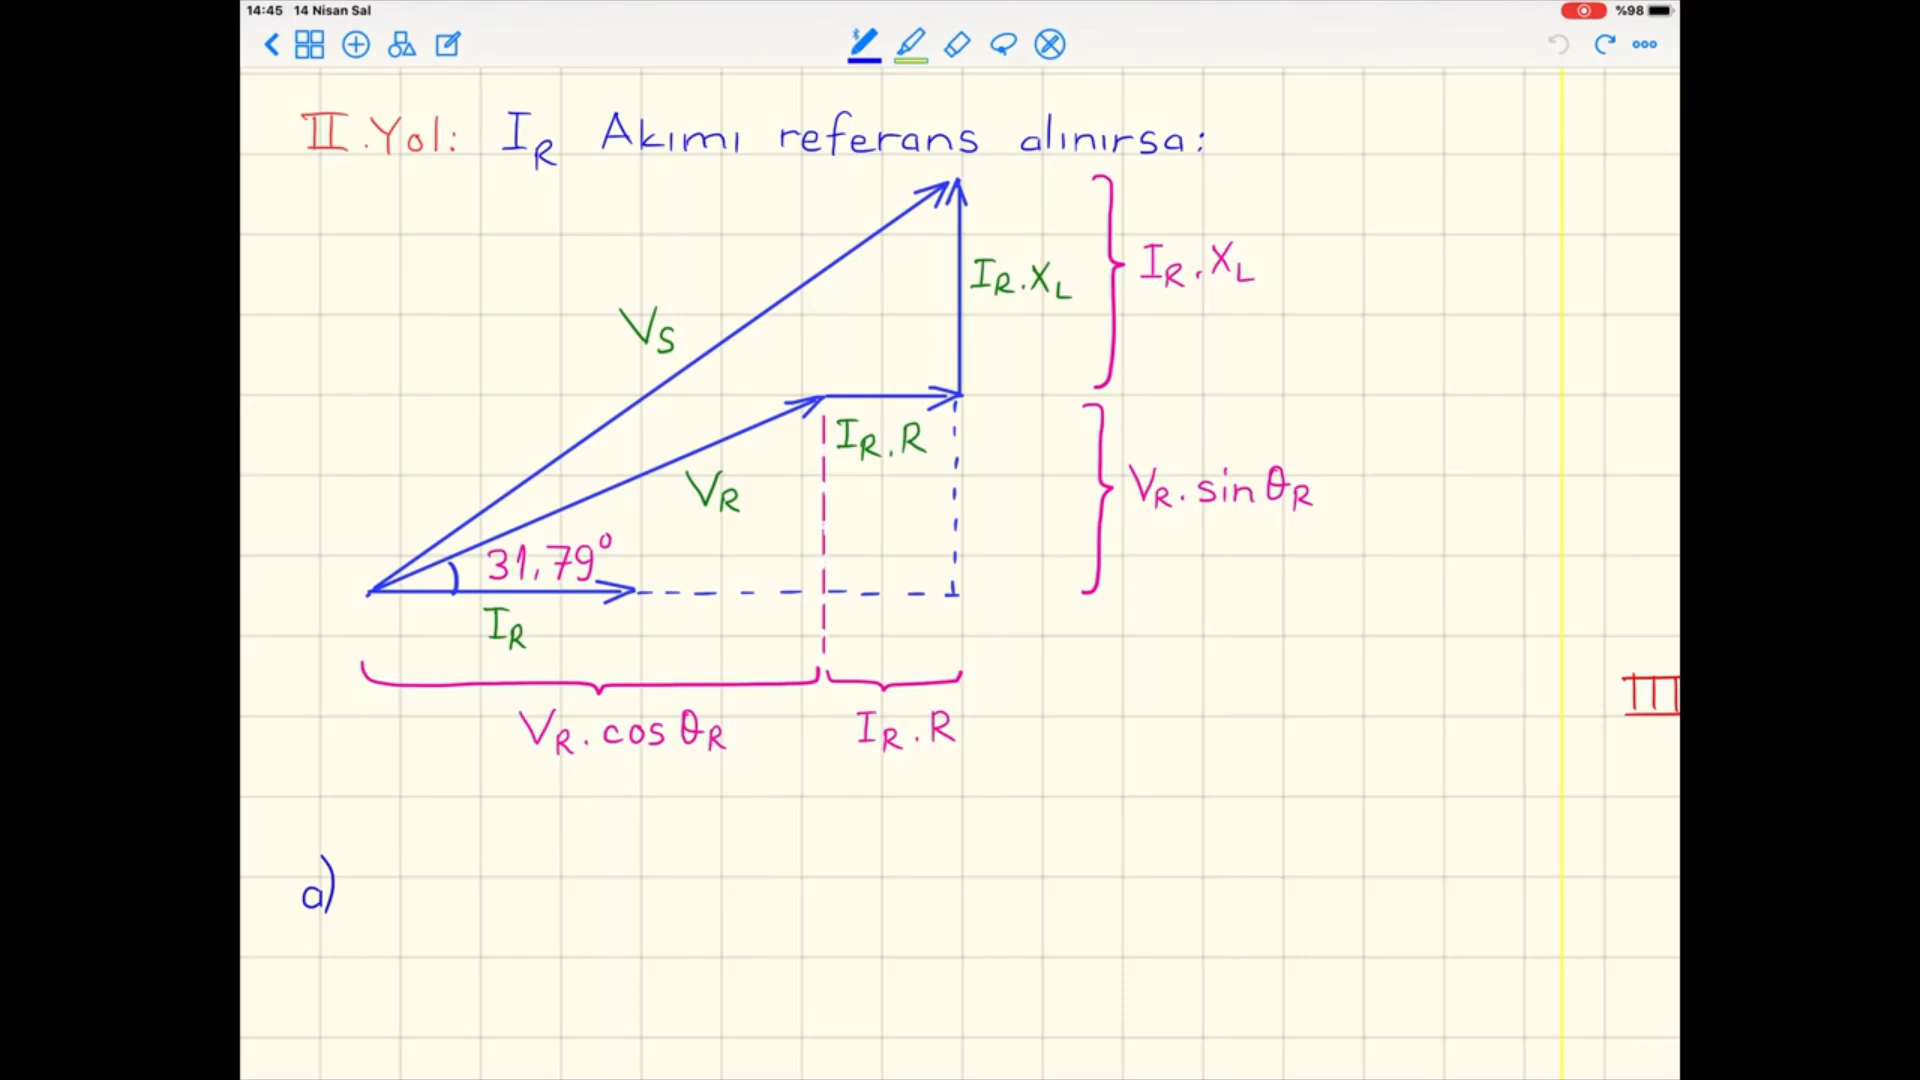 14:45 14 Nisan Sal
%98
II.Yol: I_R Akımı referans alınırsa:
I_R.X_L
I_R.X_L
V_S
I_R.R
V_R
V_R.sinθ_R
31,79°
I_R
III
V_R.cosθ_R
I_R.R
a)